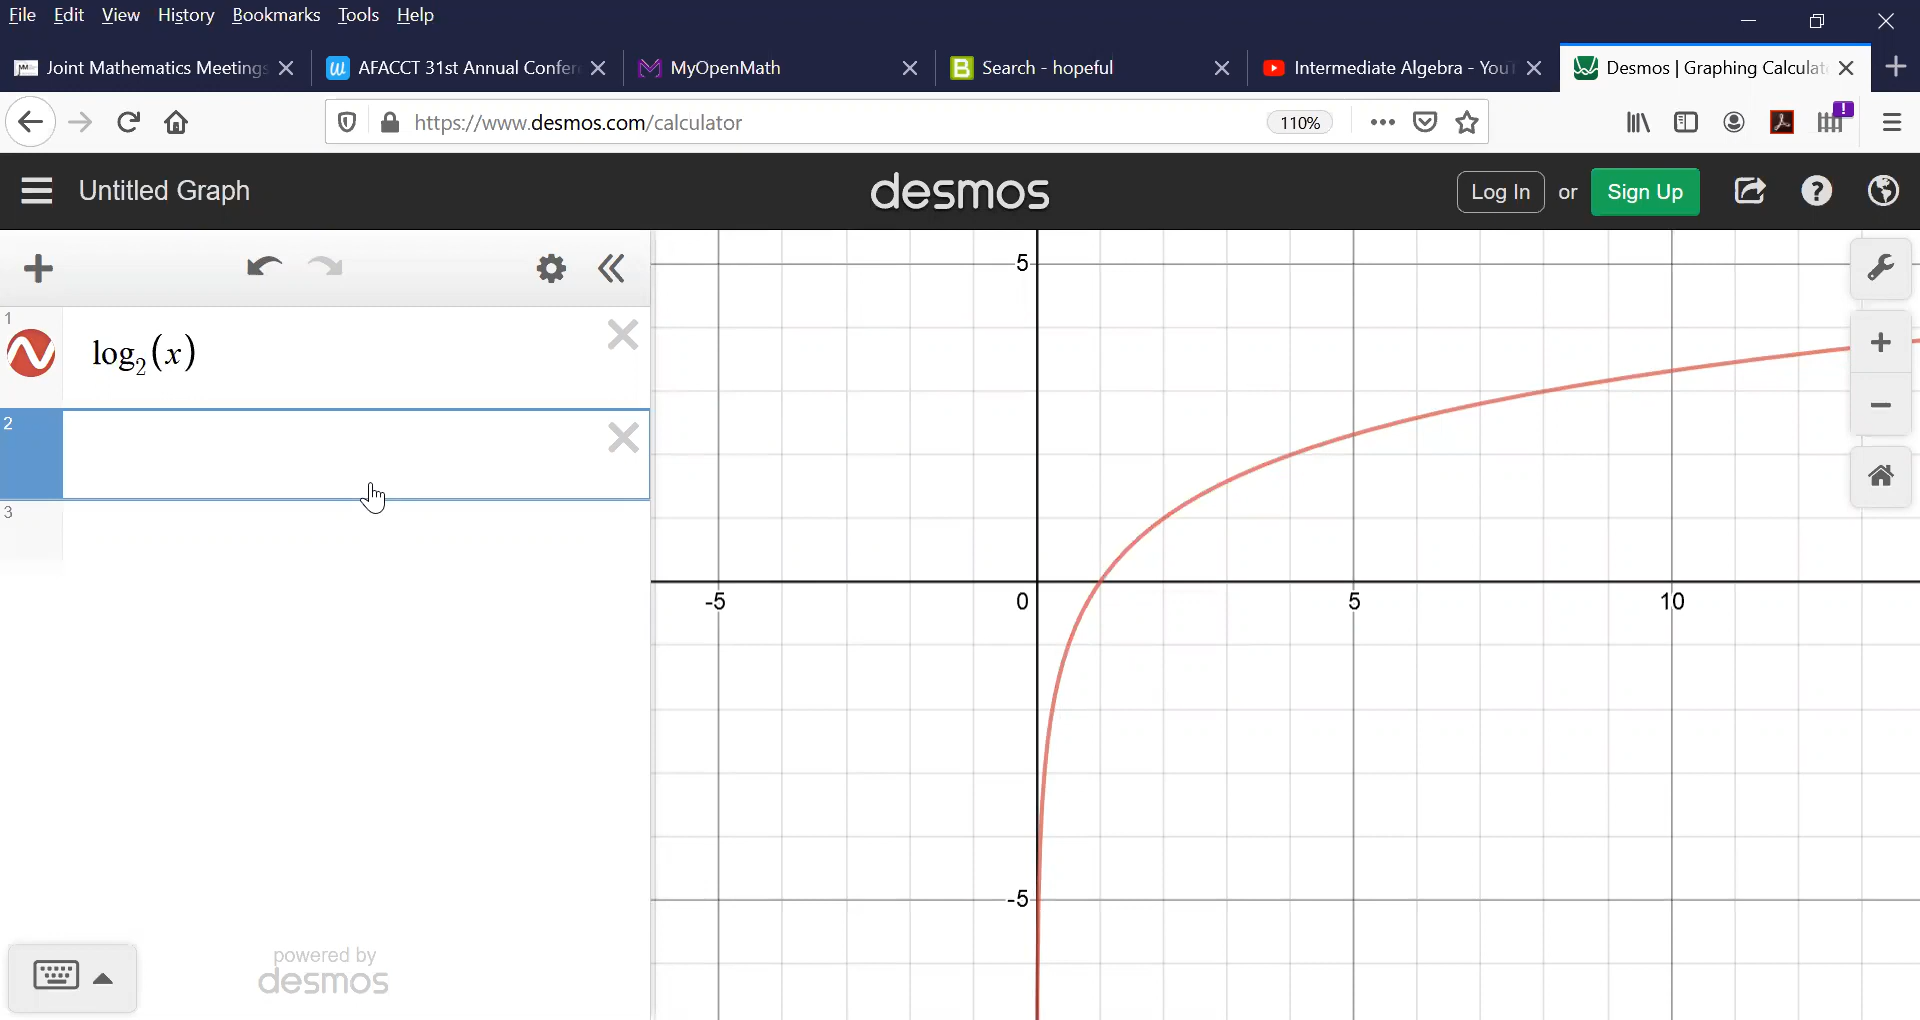 File Edit View History Bookmarks Tools Help
Joint Mathematics Meetings AFACCT 31st Annual Confer MyOpenMath Search - hopeful Intermediate Algebra - You Desmos | Graphing Calculat
https://www.desmos.com/calculator 110%
Untitled Graph desmos Log In or Sign Up
1
log₂(x)
2
3
5
-5 0 5 10
-5
powered by
desmos